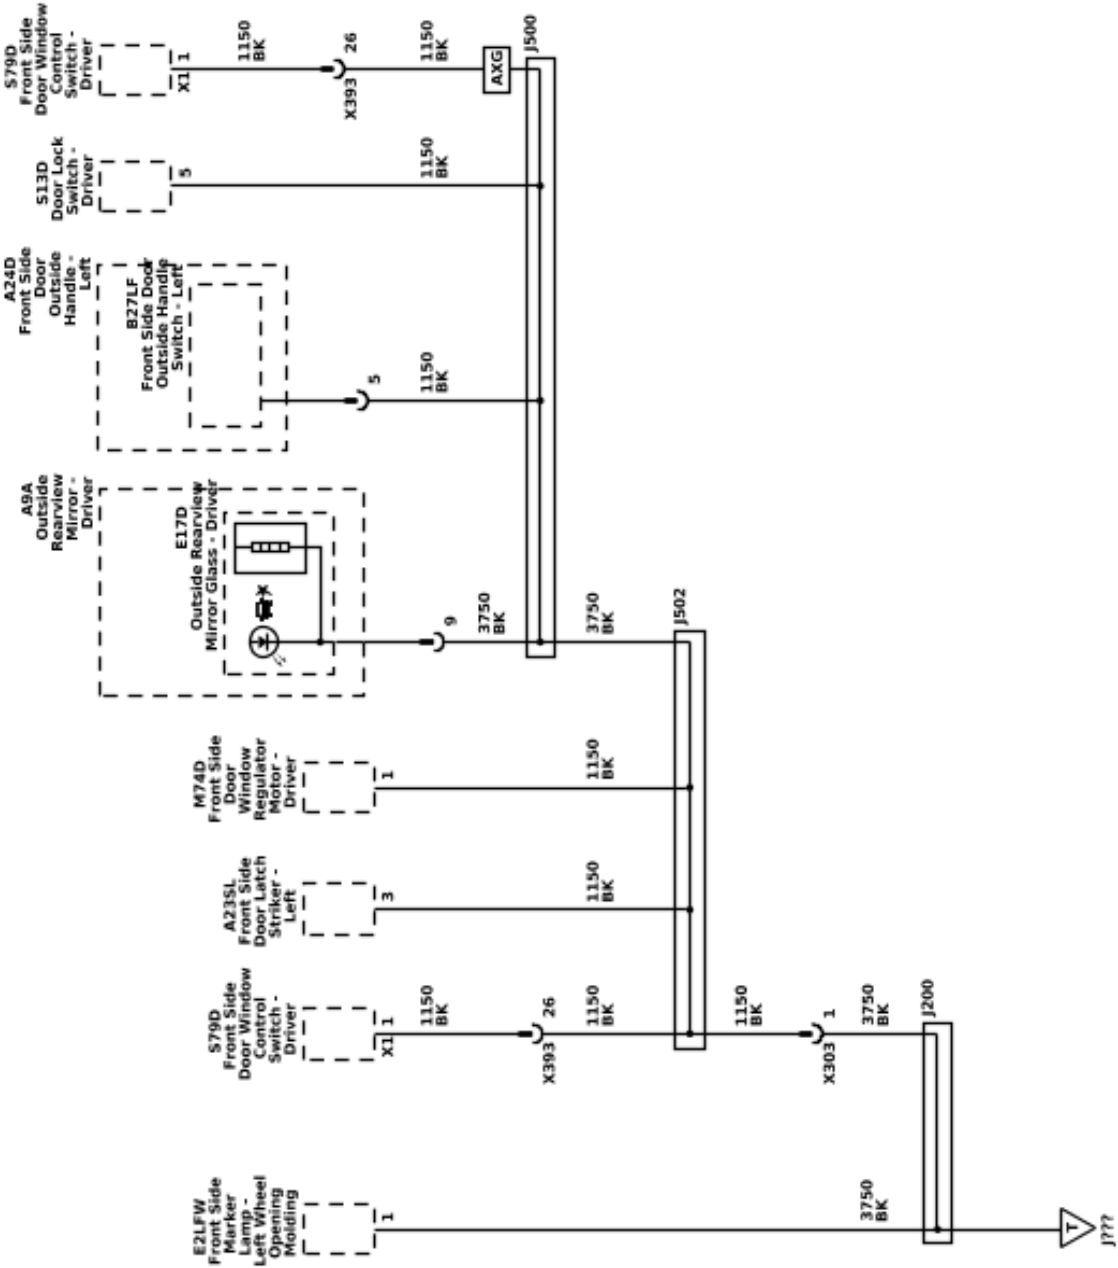 S79D
Front Side
Door Window
Control
Switch -
Driver
1
X1
1150
BK
26
X393
1150
BK
AXG
J500
S13D
Door Lock
Switch -
Driver
5
1150
BK
A24D
Front Side
Door
Outside
Handle -
Left
B27LF
Front Side Door
Outside Handle
Switch - Left
5
1150
BK
A9A
Outside
Rearview
Mirror -
Driver
E17D
Outside Rearview
Mirror Glass - Driver
9
3750
BK
3750
BK
J502
M74D
Front Side
Door
Window
Regulator
Motor -
Driver
1
1150
BK
A23SL
Front Side
Door Latch
Striker -
Left
3
1150
BK
S79D
Front Side
Door Window
Control
Switch -
Driver
1
X1
1150
BK
26
X393
1150
BK
1150
BK
1
X303
3750
BK
J200
E2LFW
Front Side
Marker
Lamp -
Left Wheel
Opening
Molding
1
3750
BK
T
J???